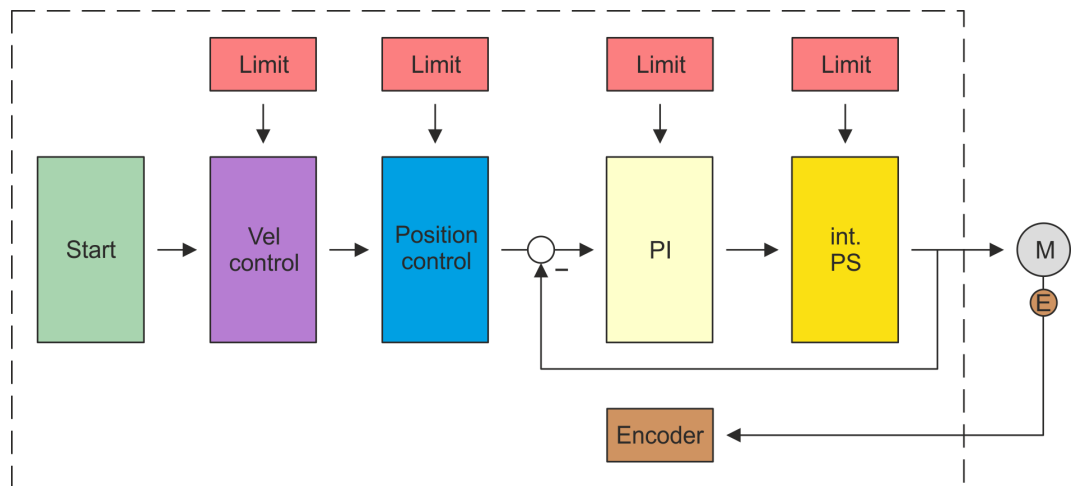 Limit
Limit
Limit
Limit
Start
Vel
control
Position
control
–
PI
int.
PS
M
E
Encoder